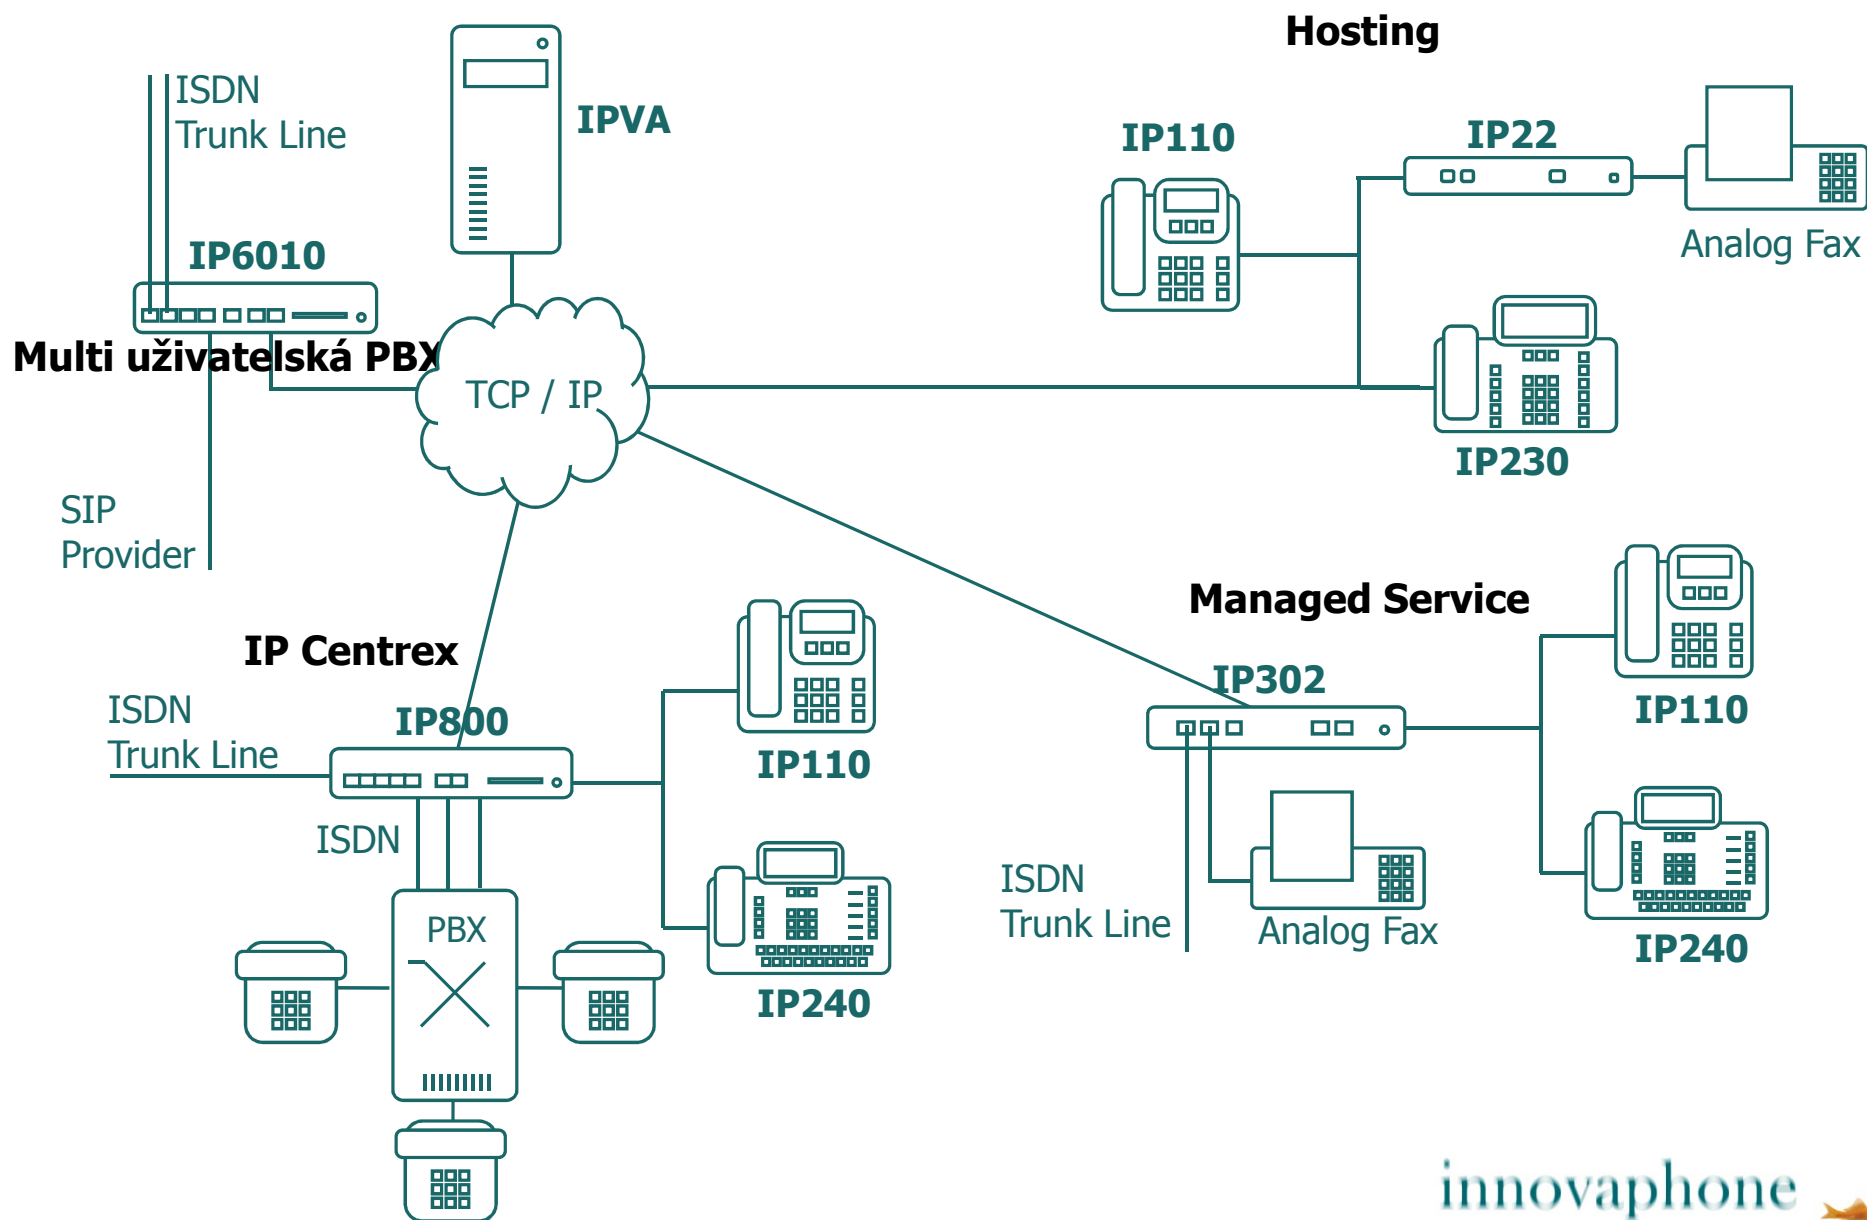 Hosting
ISDN
Trunk Line
IPVA
IP110
IP22
IP6010
Analog Fax
Multi uživatelská PBX
TCP / IP
IP230
SIP
Provider
Managed Service
IP Centrex
IP302
IP110
ISDN
Trunk Line
IP800
IP110
ISDN
ISDN
Trunk Line
Analog Fax
PBX
IP240
IP240
innovaphone